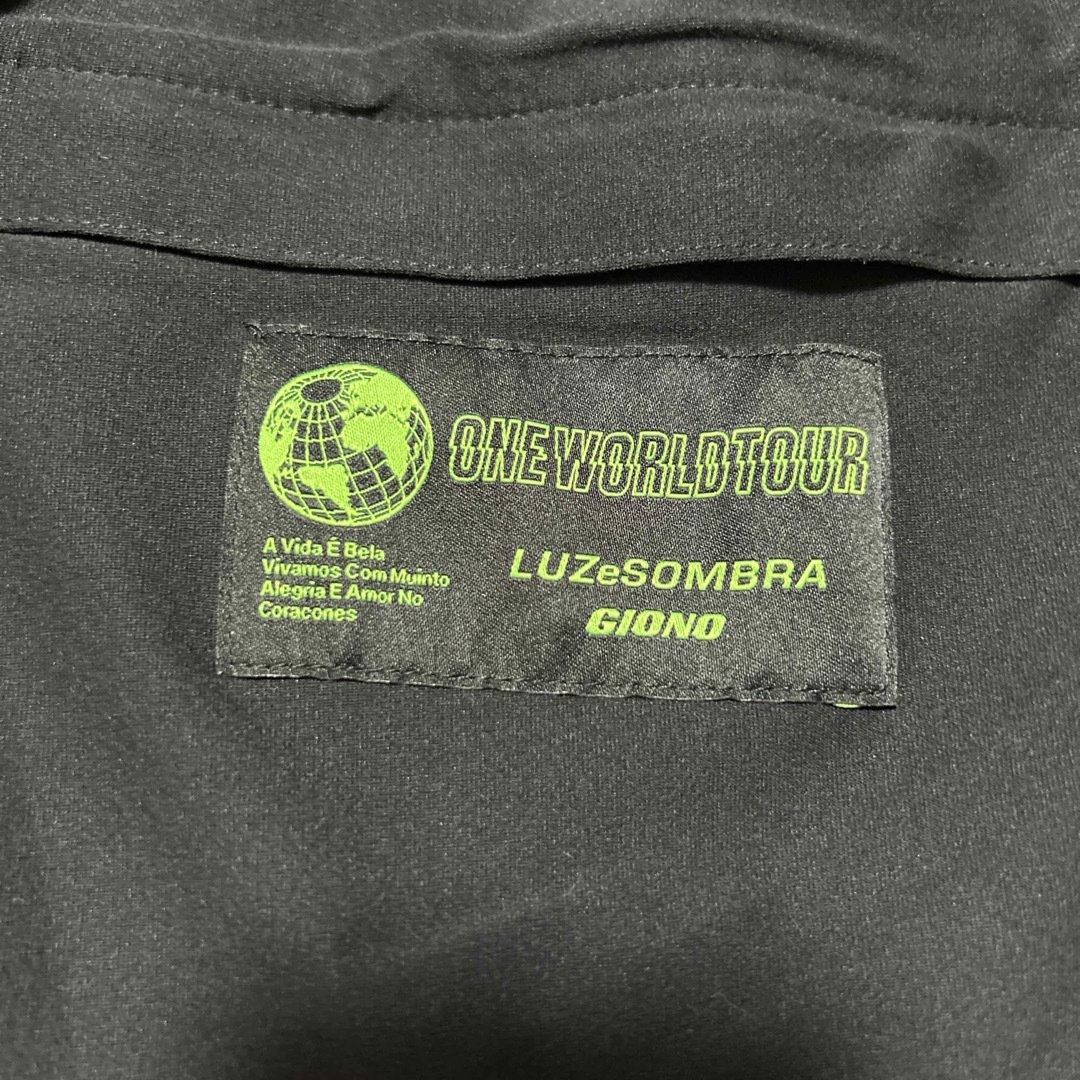 ONEWORLDTOUR
A Vida É Bela
Vivamos Com Muinto
Alegria E Amor No
Coracones
LUZeSOMBRA
GIONO